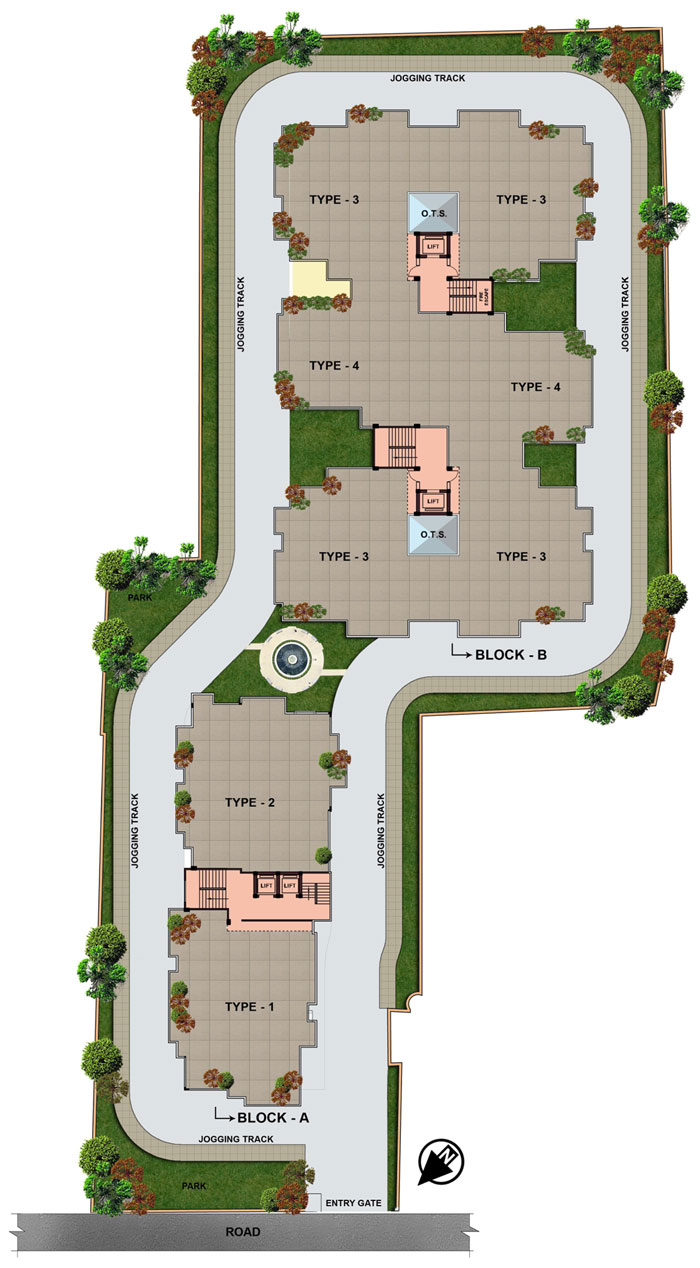 JOGGING TRACK
TYPE - 3
TYPE - 3
O.T.S.
LIFT
FIRE ESCAPE
JOGGING TRACK
JOGGING TRACK
TYPE - 4
TYPE - 4
LIFT
O.T.S.
TYPE - 3
TYPE - 3
PARK
BLOCK - B
TYPE - 2
JOGGING TRACK
JOGGING TRACK
LIFT
LIFT
TYPE - 1
BLOCK - A
JOGGING TRACK
N
PARK
ENTRY GATE
ROAD